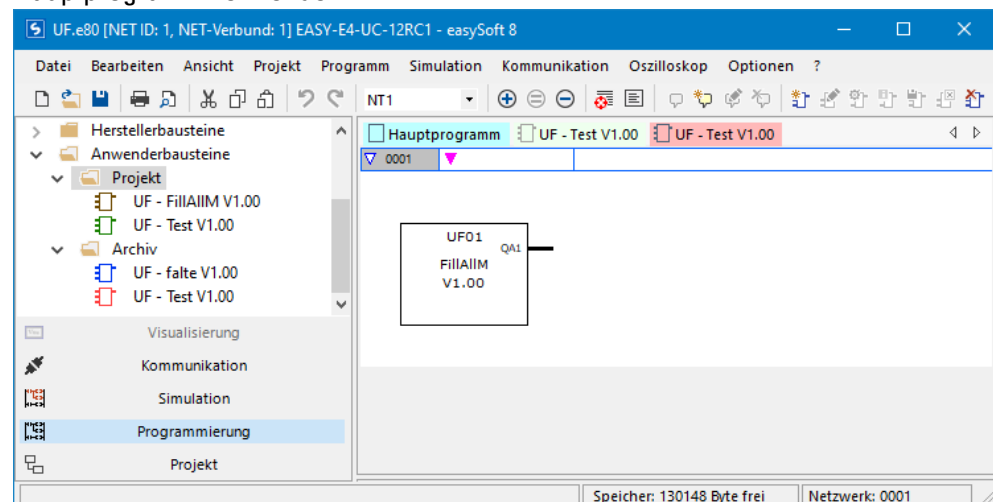 UF.e80 [NET ID: 1, NET-Verbund: 1] EASY-E4-UC-12RC1 - easySoft 8
Datei Bearbeiten Ansicht Projekt Programm Simulation Kommunikation Oszilloskop Optionen ?
NT1
Herstellerbausteine
Anwenderbausteine
Projekt
UF - FillAllM V1.00
UF - Test V1.00
Archiv
UF - falte V1.00
UF - Test V1.00
Visualisierung
Kommunikation
Simulation
Programmierung
Projekt
Hauptprogramm UF - Test V1.00 UF - Test V1.00
0001
UF01
QA1
FillAllM
V1.00
Speicher: 130148 Byte frei Netzwerk: 0001